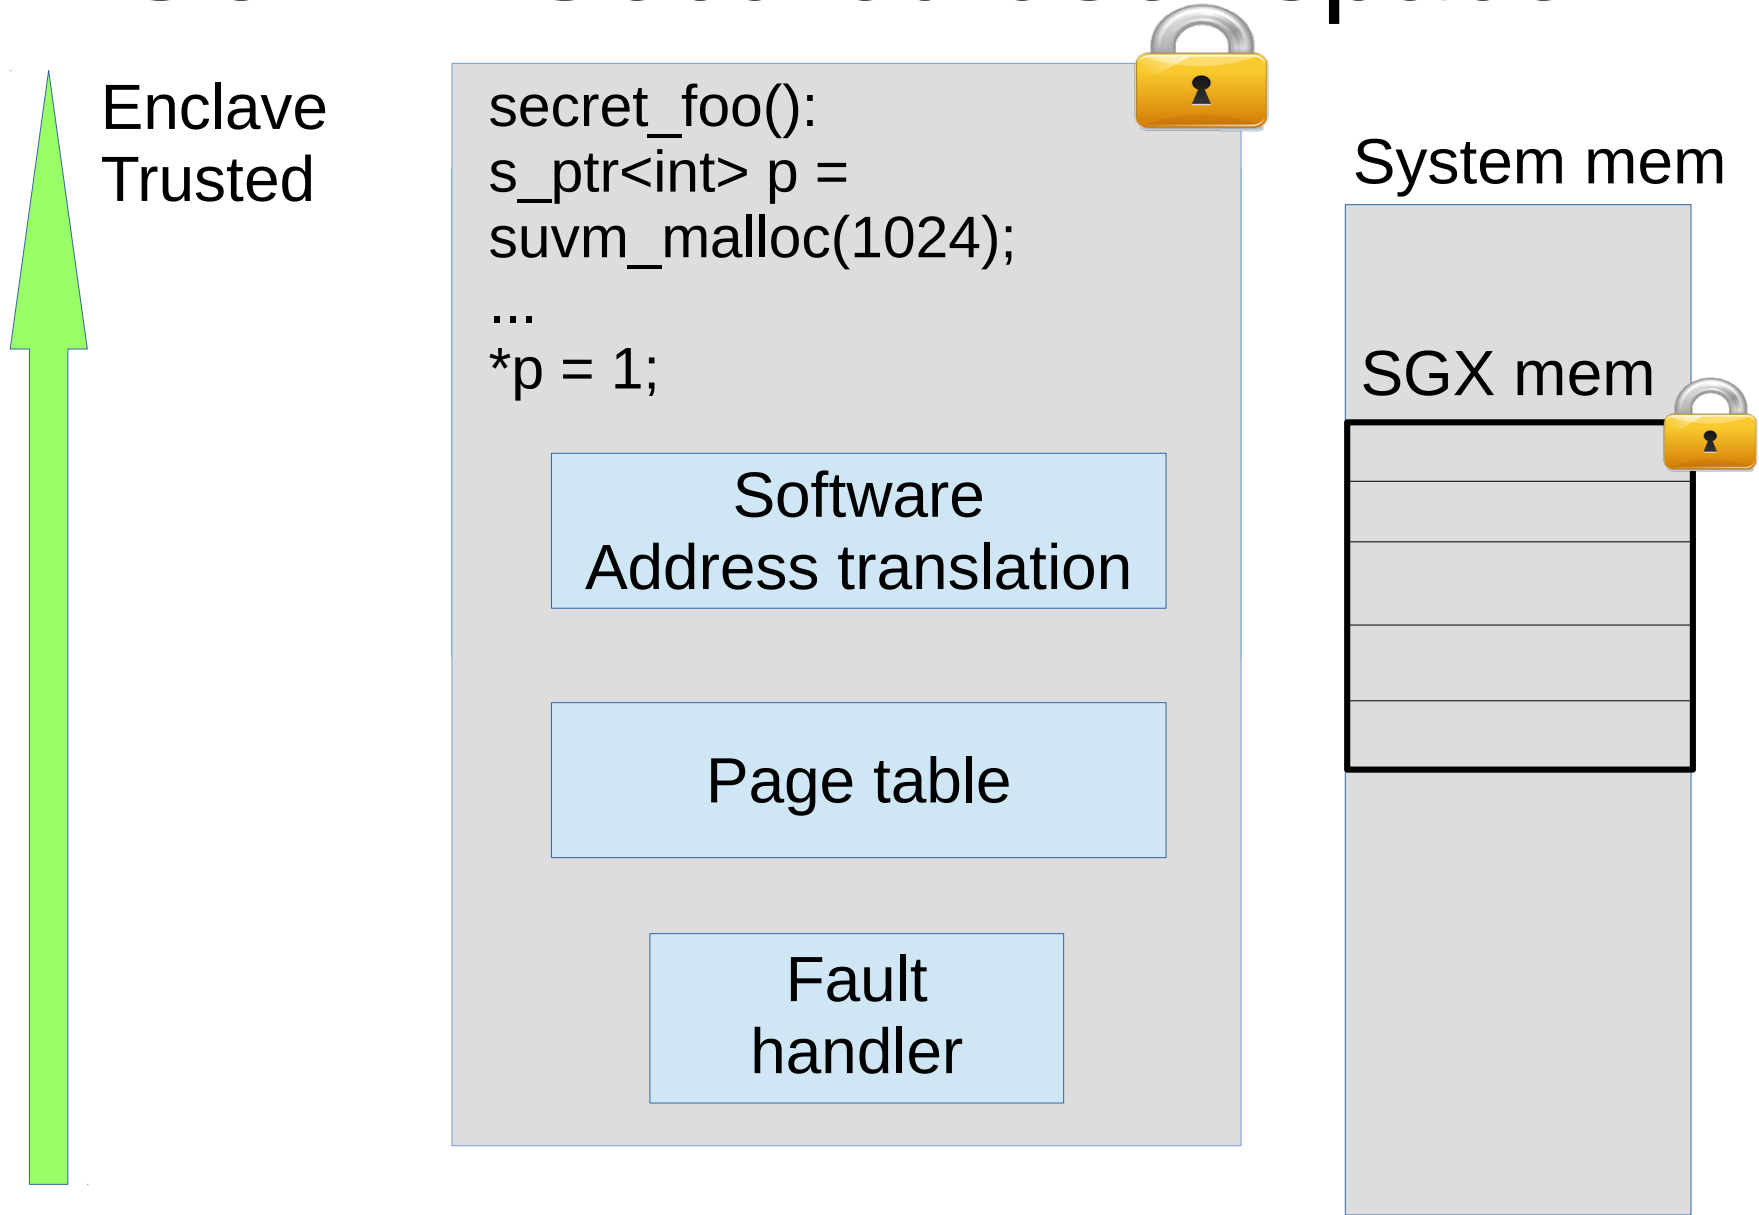 Enclave
Trusted
secret_foo():
s_ptr<int> p =
suvm_malloc(1024);
...
*p = 1;
Software
Address translation
Page table
Fault
handler
System mem
SGX mem